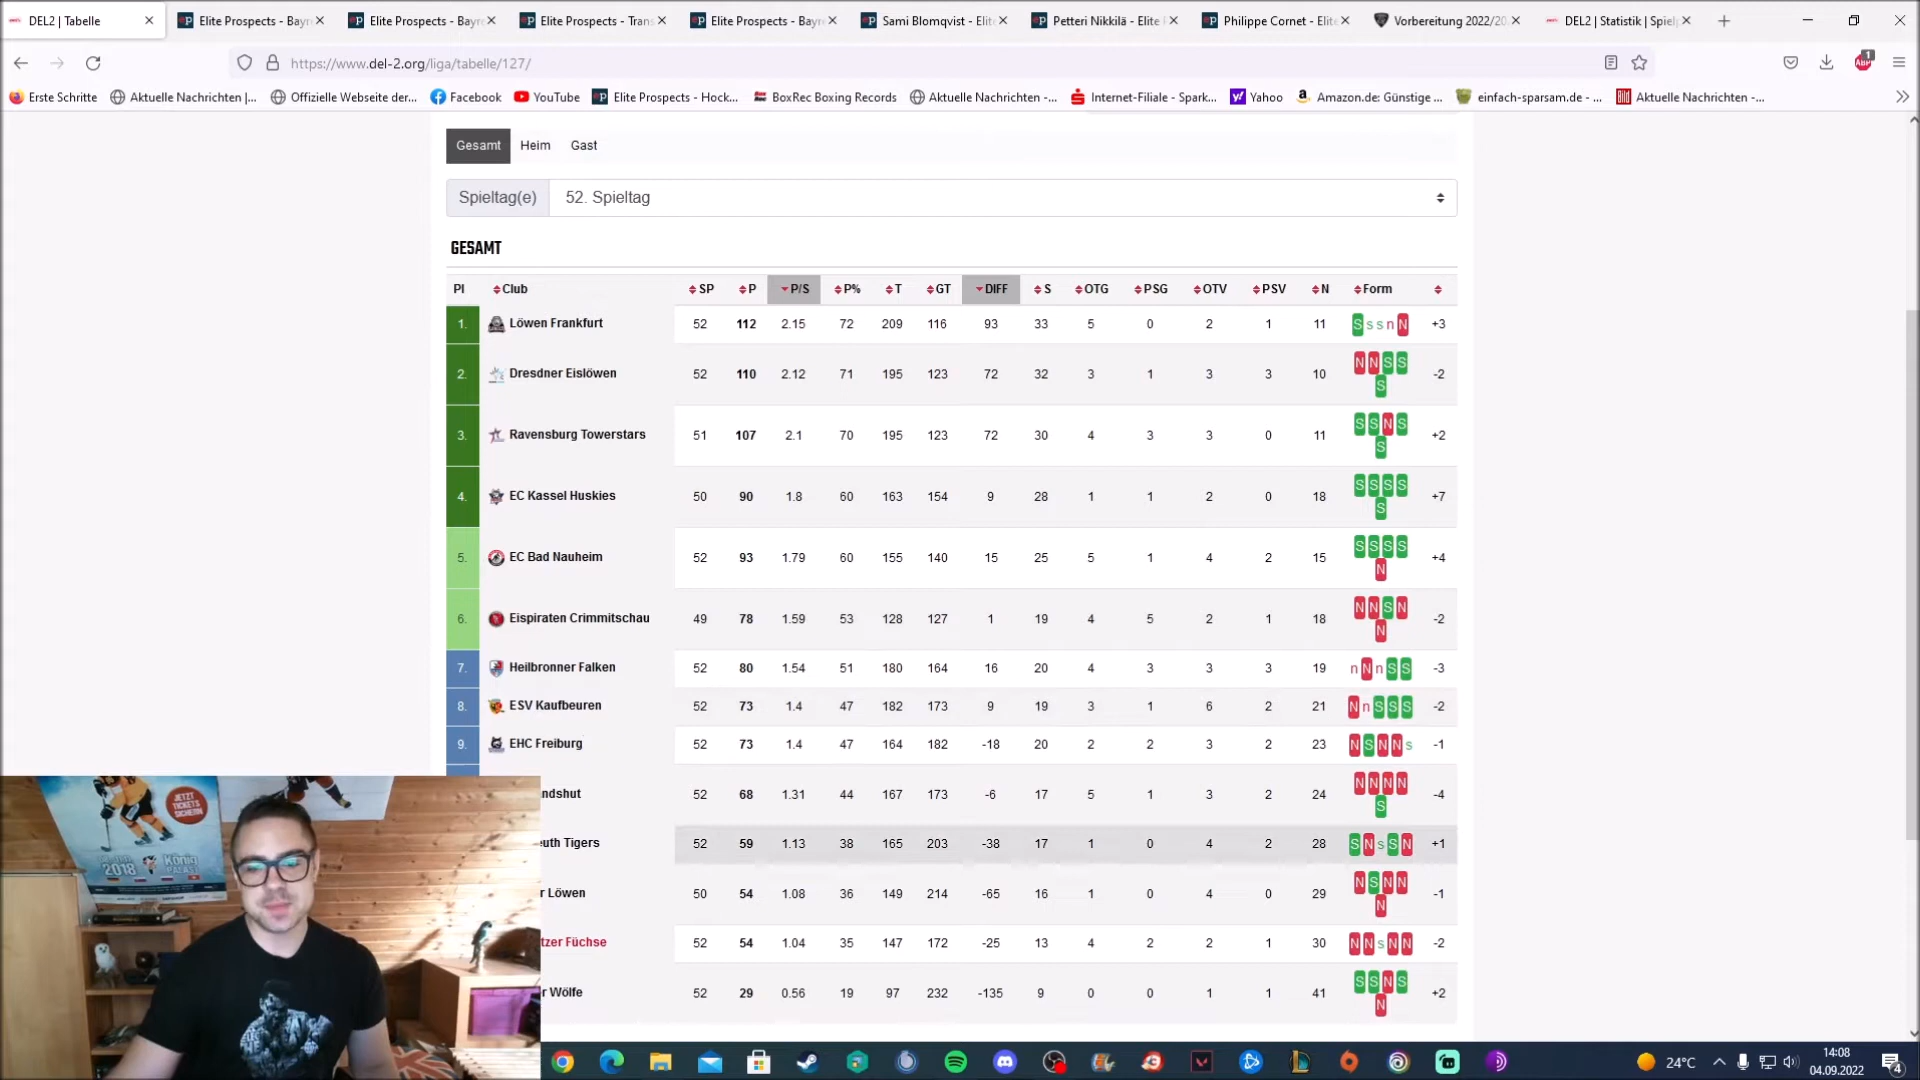 DEL2 | Tabelle
Elite Prospects - Bayre
Elite Prospects - Bayre
Elite Prospects - Trans
Elite Prospects - Bayre
Sami Blomqvist - Elite
Petteri Nikkilä - Elite
Philippe Cornet - Elite
Vorbereitung 2022/20
DEL2 | Statistik | Spiel
https://www.del-2.org/liga/tabelle/127/
Erste Schritte
Aktuelle Nachrichten |...
Offizielle Webseite der...
Facebook
YouTube
Elite Prospects - Hock...
BoxRec Boxing Records
Aktuelle Nachrichten -...
Internet-Filiale - Spark...
Yahoo
Amazon.de: Günstige ...
einfach-sparsam.de - ...
Aktuelle Nachrichten -...
Gesamt Heim Gast
Spieltag(e) 52. Spieltag
GESAMT
Pl Club SP P P/S P% T GT DIFF S OTG PSG OTV PSV N Form
1. Löwen Frankfurt 52 112 2.15 72 209 116 93 33 5 0 2 1 11 S s s n N +3
2. Dresdner Eislöwen 52 110 2.12 71 195 123 72 32 3 1 3 3 10 N N S S S -2
3. Ravensburg Towerstars 51 107 2.1 70 195 123 72 30 4 3 3 0 11 S S N S S +2
4. EC Kassel Huskies 50 90 1.8 60 163 154 9 28 1 1 2 0 18 S S S S S +7
5. EC Bad Nauheim 52 93 1.79 60 155 140 15 25 5 1 4 2 15 S S S S N +4
6. Eispiraten Crimmitschau 49 78 1.59 53 128 127 1 19 4 5 2 1 18 N N S N N -2
7. Heilbronner Falken 52 80 1.54 51 180 164 16 20 4 3 3 3 19 n N n S S -3
8. ESV Kaufbeuren 52 73 1.4 47 182 173 9 19 3 1 6 2 21 N n S S S -2
9. EHC Freiburg 52 73 1.4 47 164 182 -18 20 2 2 3 2 23 N S N N s -1
ndshut 52 68 1.31 44 167 173 -6 17 5 1 3 2 24 N N N N S -4
euth Tigers 52 59 1.13 38 165 203 -38 17 1 0 4 2 28 S N s S N +1
r Löwen 50 54 1.08 36 149 214 -65 16 1 0 4 0 29 N S N N N -1
tzer Füchse 52 54 1.04 35 147 172 -25 13 4 2 2 1 30 N N s N N -2
r Wölfe 52 29 0.56 19 97 232 -135 9 0 0 1 1 41 S S N S N +2
JETZT
TICKETS
SICHERN
2018
König
PALAST
24°C
14:08
04.09.2022
4